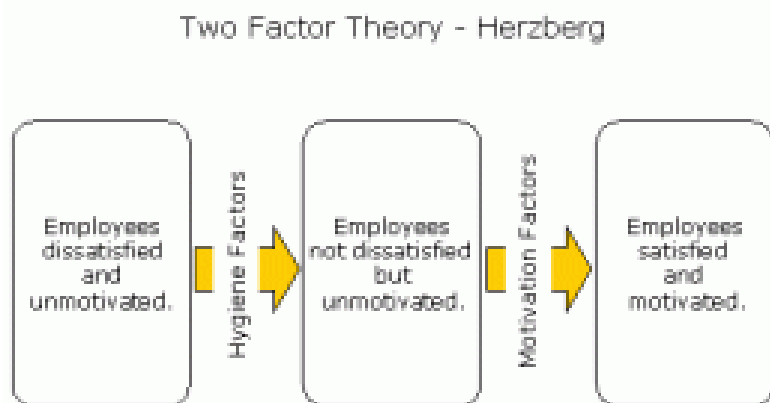 Two Factor Theory - Herzberg
Employees
dissatisfied
and
unmotivated.
Hygiene Factors
Employees
not dissatisfied
but
unmotivated.
Motivation Factors
Employees
satisfied
and
motivated.